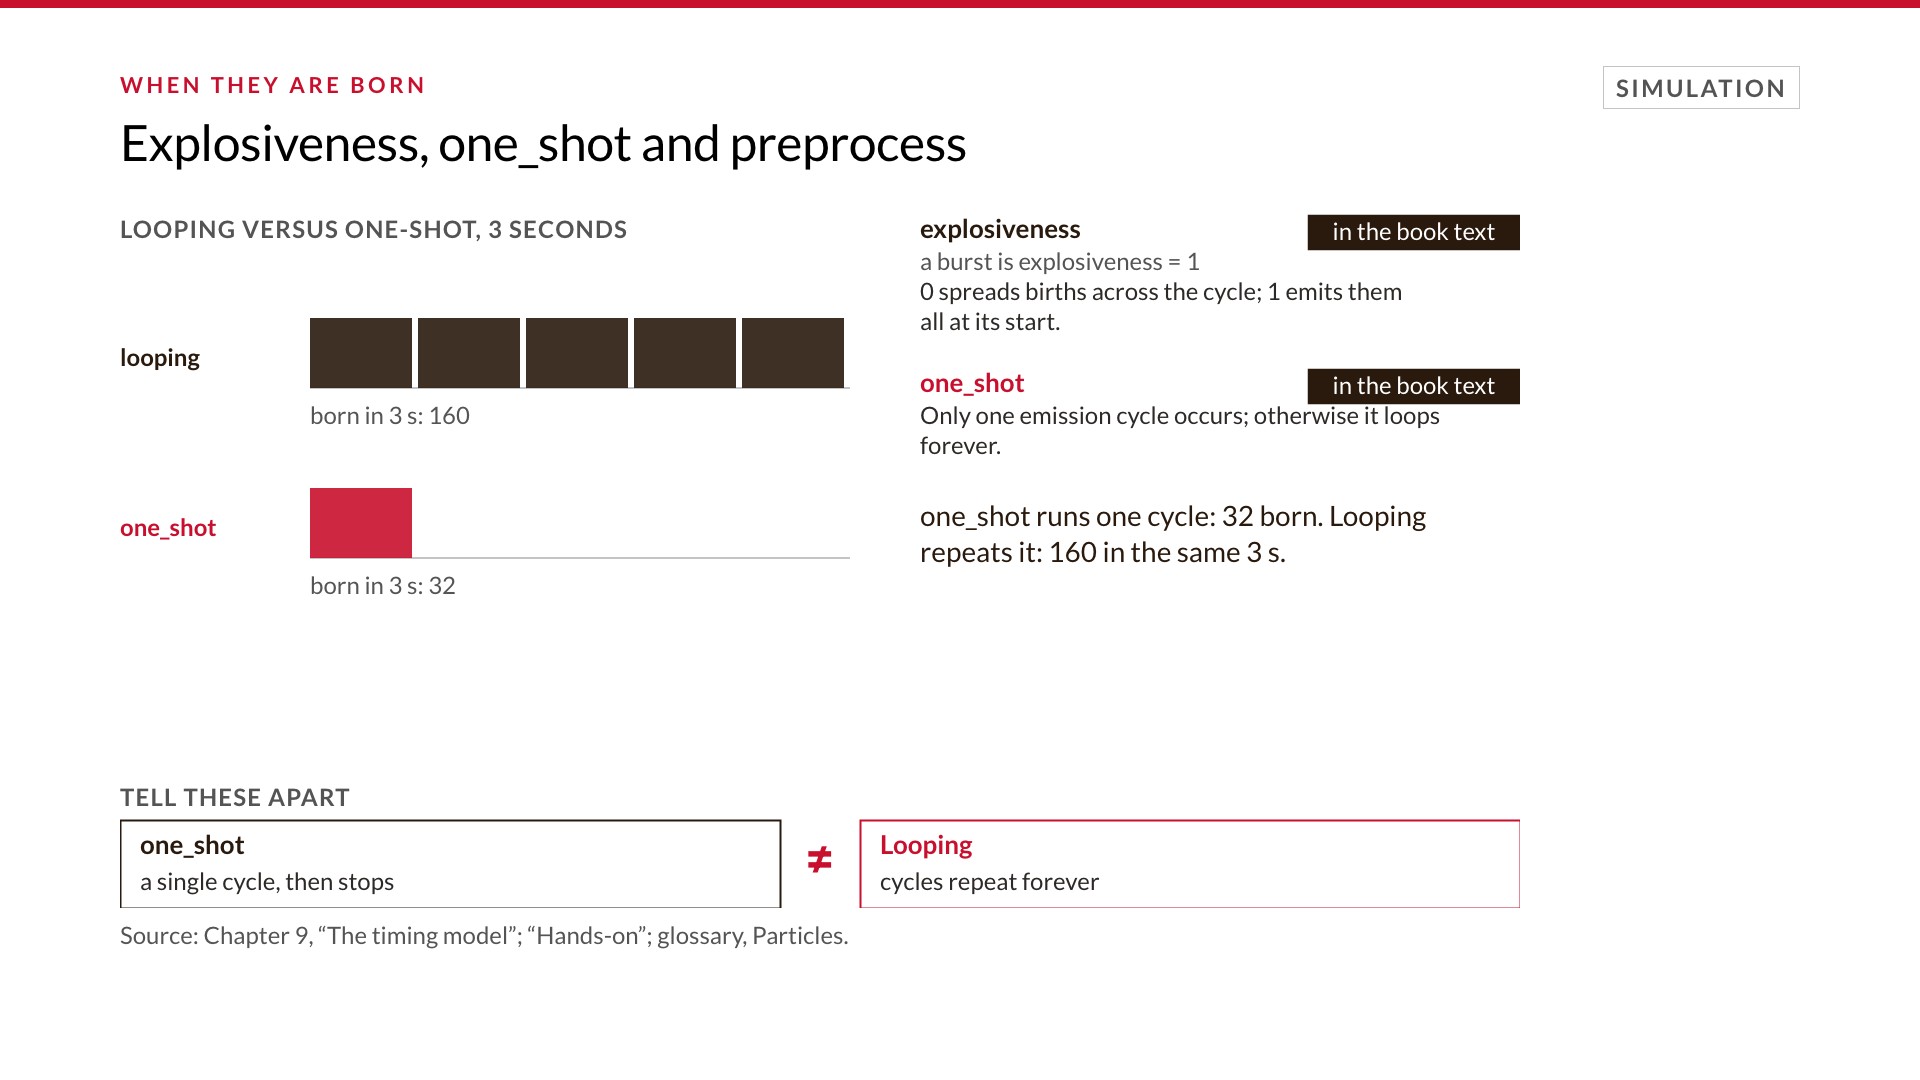 WHEN THEY ARE BORN
SIMULATION
Explosiveness, one_shot and preprocess
LOOPING VERSUS ONE-SHOT, 3 SECONDS
looping
born in 3 s: 160
one_shot
born in 3 s: 32
explosiveness
in the book text
a burst is explosiveness = 1
0 spreads births across the cycle; 1 emits them
all at its start.
one_shot
in the book text
Only one emission cycle occurs; otherwise it loops
forever.
one_shot runs one cycle: 32 born. Looping
repeats it: 160 in the same 3 s.
TELL THESE APART
one_shot
a single cycle, then stops
≠
Looping
cycles repeat forever
Source: Chapter 9, “The timing model”; “Hands-on”; glossary, Particles.